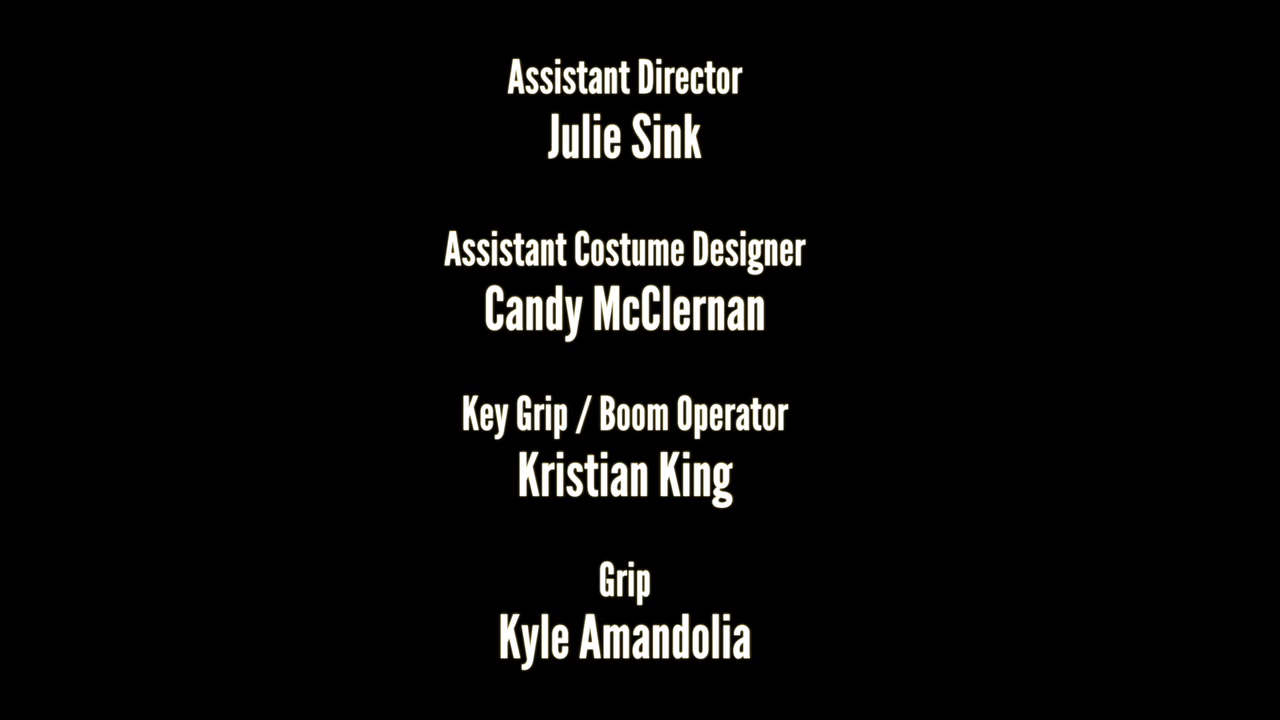 Assistant Director
Julie Sink
Assistant Costume Designer
Candy McClernan
Key Grip / Boom Operator
Kristian King
Grip
Kyle Amandolia